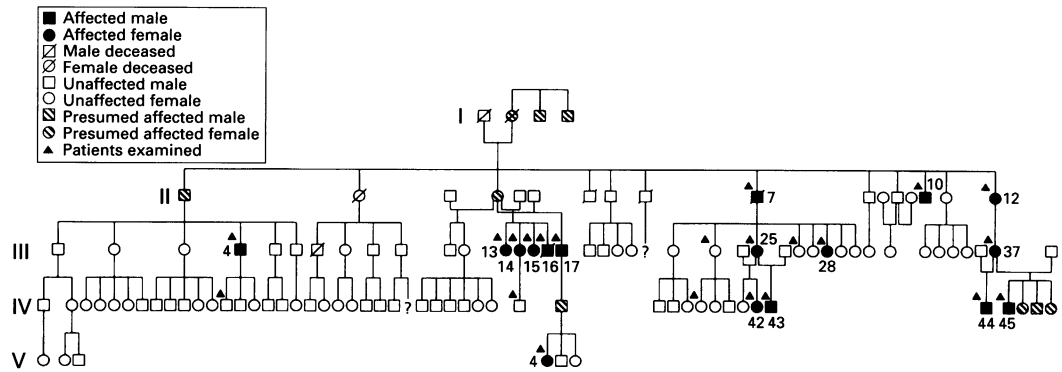 Affected male
Affected female
Male deceased
Female deceased
Unaffected male
Unaffected female
Presumed affected male
Presumed affected female
Patients examined
I
II
7
10
12
III
4
13
14
15
16
17
25
28
37
?
IV
?
42
43
44
45
V
4